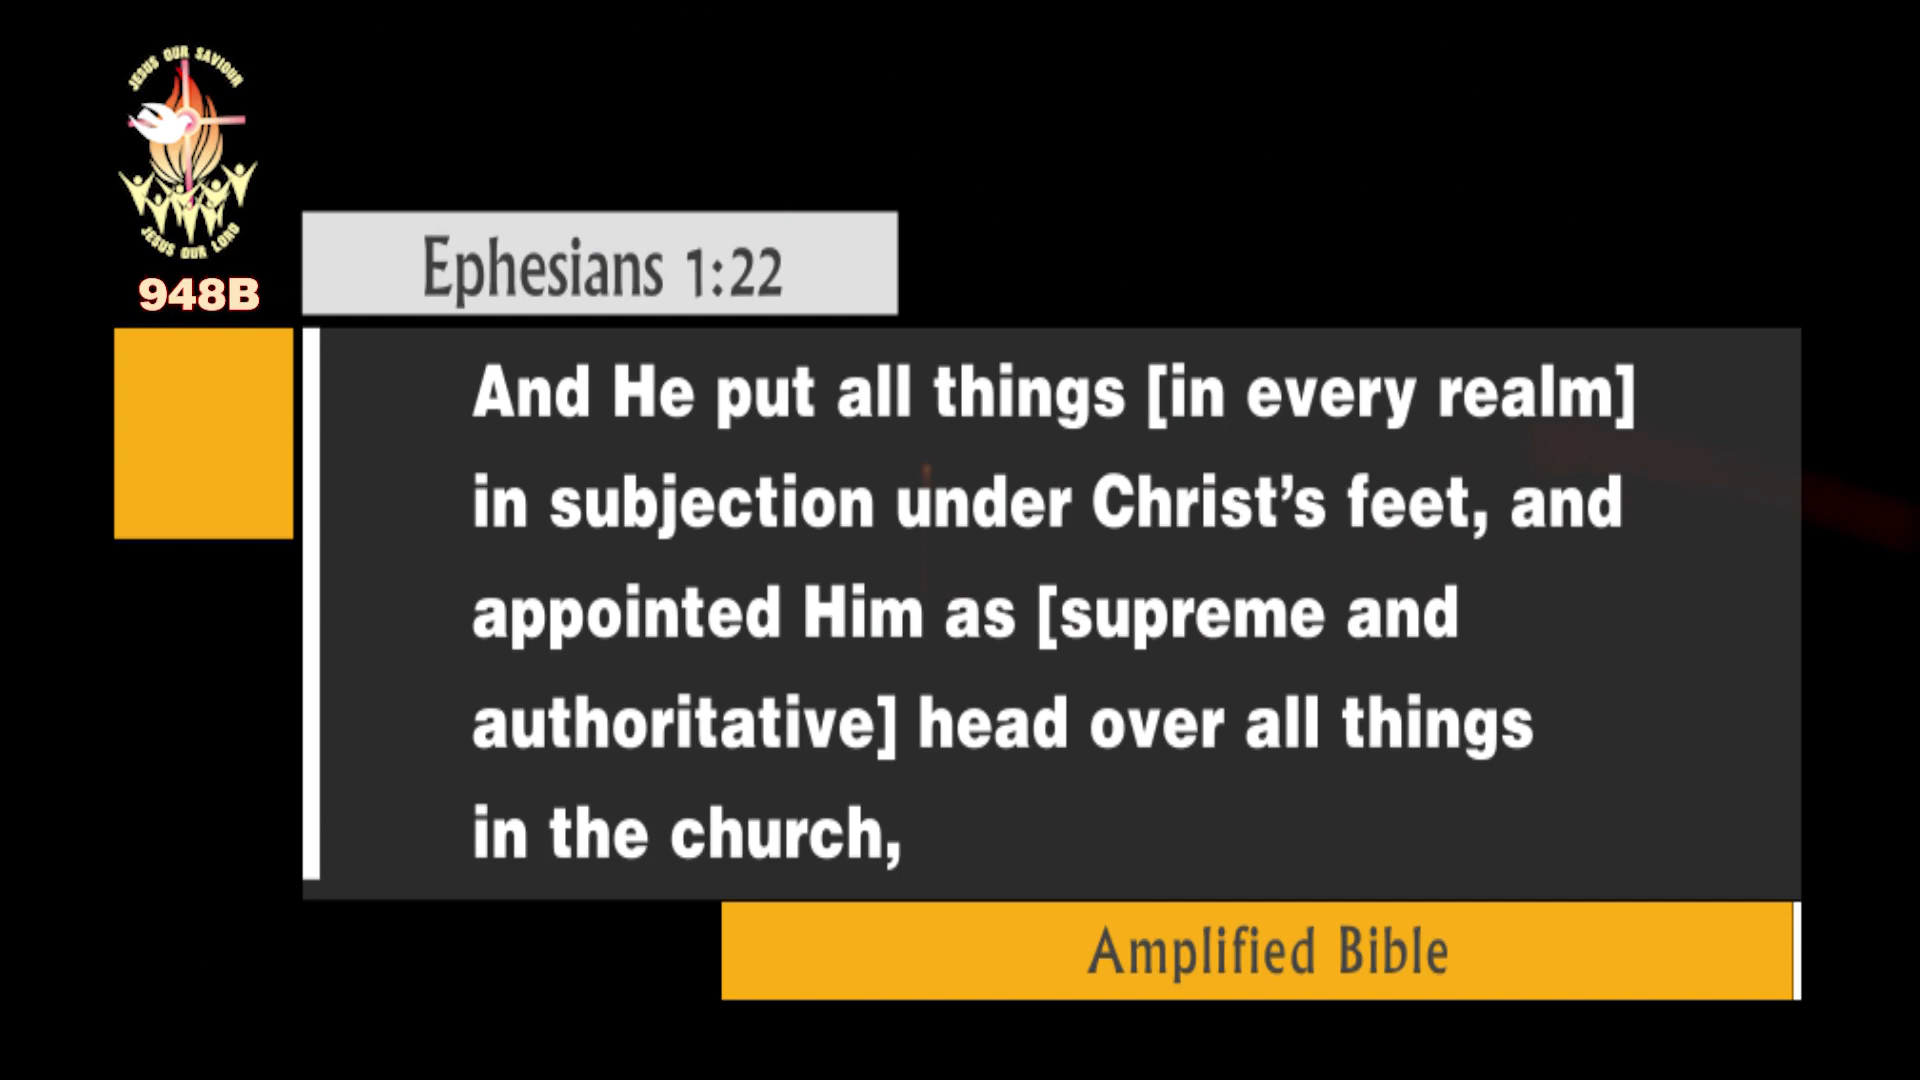 JESUS OUR SAVIOUR
JESUS OUR LORD
948B
Ephesians 1:22
And He put all things [in every realm]
in subjection under Christ’s feet, and
appointed Him as [supreme and
authoritative] head over all things
in the church,
Amplified Bible